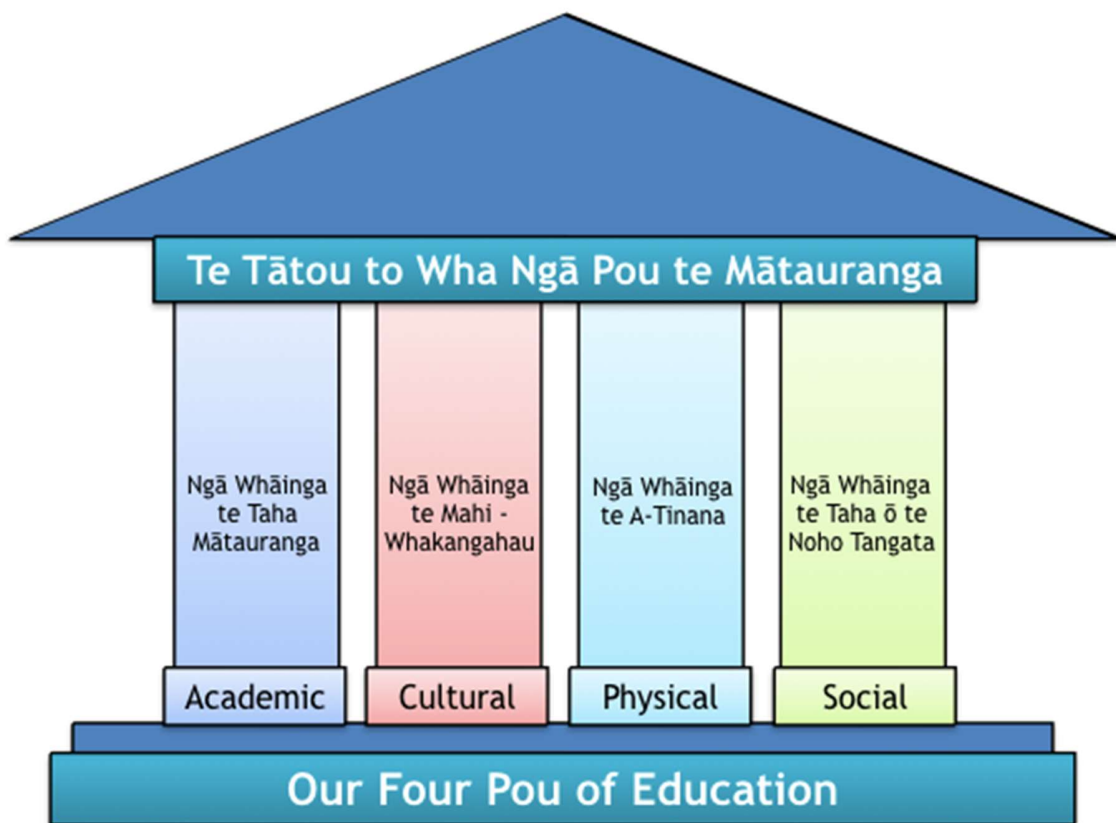 Te Tātou to Wha Ngā Pou te Mātauranga
Ngā Whāinga
te Taha
Mātauranga
Ngā Whāinga
te Mahi -
Whakangahau
Ngā Whāinga
te A-Tinana
Ngā Whāinga
te Taha ō te
Noho Tangata
Academic
Cultural
Physical
Social
Our Four Pou of Education